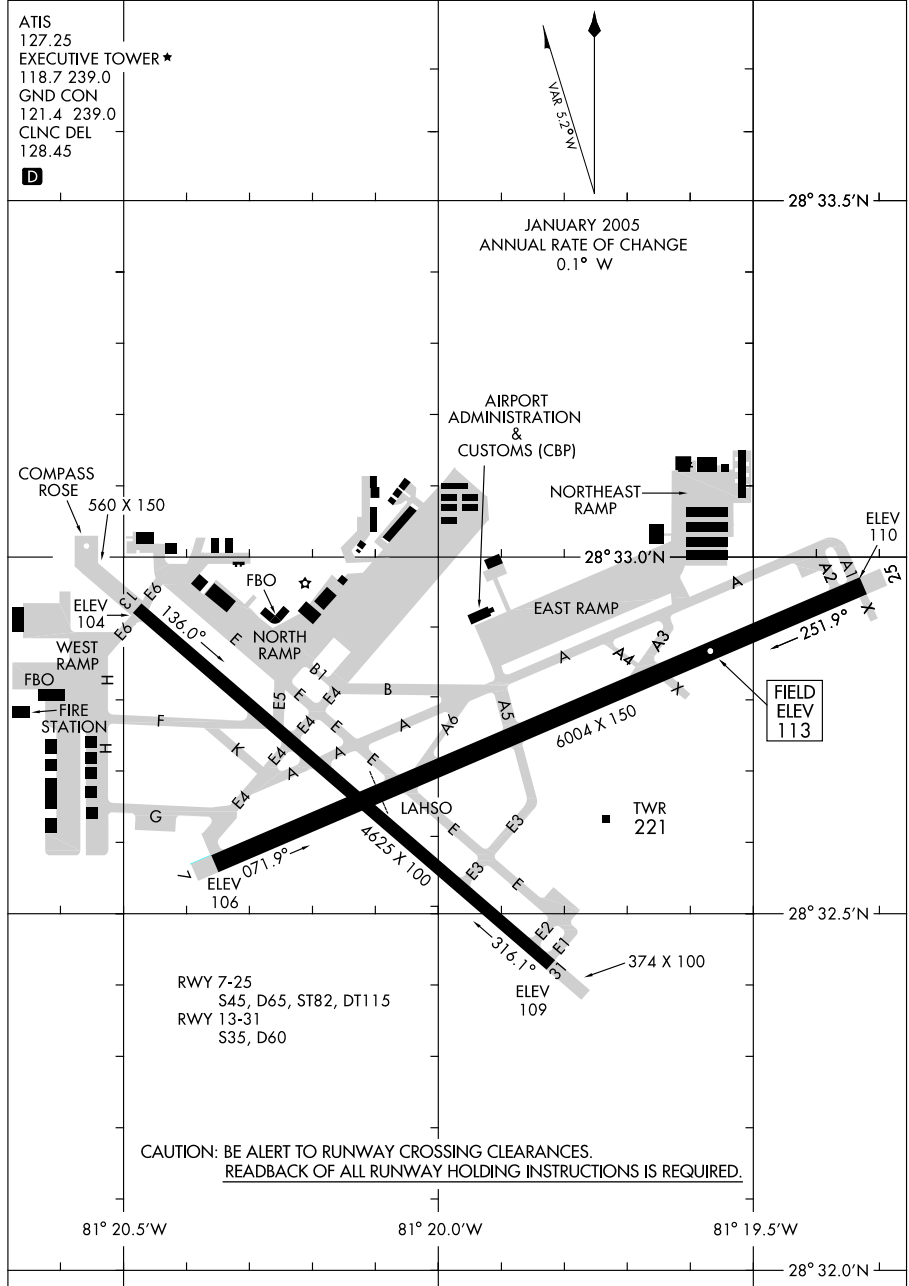 ATIS
127.25
EXECUTIVE TOWER★
118.7 239.0
GND CON
121.4 239.0
CLNC DEL
128.45
D
VAR 5.2° W
28° 33.5'N
JANUARY 2005
ANNUAL RATE OF CHANGE
0.1° W
AIRPORT
ADMINISTRATION
&
CUSTOMS (CBP)
COMPASS
ROSE
560 X 150
NORTHEAST
RAMP
ELEV
110
28° 33.0'N
FBO
EAST RAMP
A
A2
A1
25
X
13
E6
E6
ELEV
104
136.0°
E
NORTH
RAMP
251.9°
WEST
RAMP
FBO
FIRE
STATION
H
H
B1
E4
B
E
E5
E4
E
A
A6
A5
A
A4
A3
X
FIELD
ELEV
113
6004 X 150
F
K
E4
A
A
E
E4
G
LAHSO
4625 X 100
E
E3
TWR
221
7
ELEV
106
071.9°
E3
E
28° 32.5'N
E2
E1
31
316.1°
374 X 100
ELEV
109
RWY 7-25
S45, D65, ST82, DT115
RWY 13-31
S35, D60
CAUTION: BE ALERT TO RUNWAY CROSSING CLEARANCES.
READBACK OF ALL RUNWAY HOLDING INSTRUCTIONS IS REQUIRED.
81° 20.5'W
81° 20.0'W
81° 19.5'W
28° 32.0'N